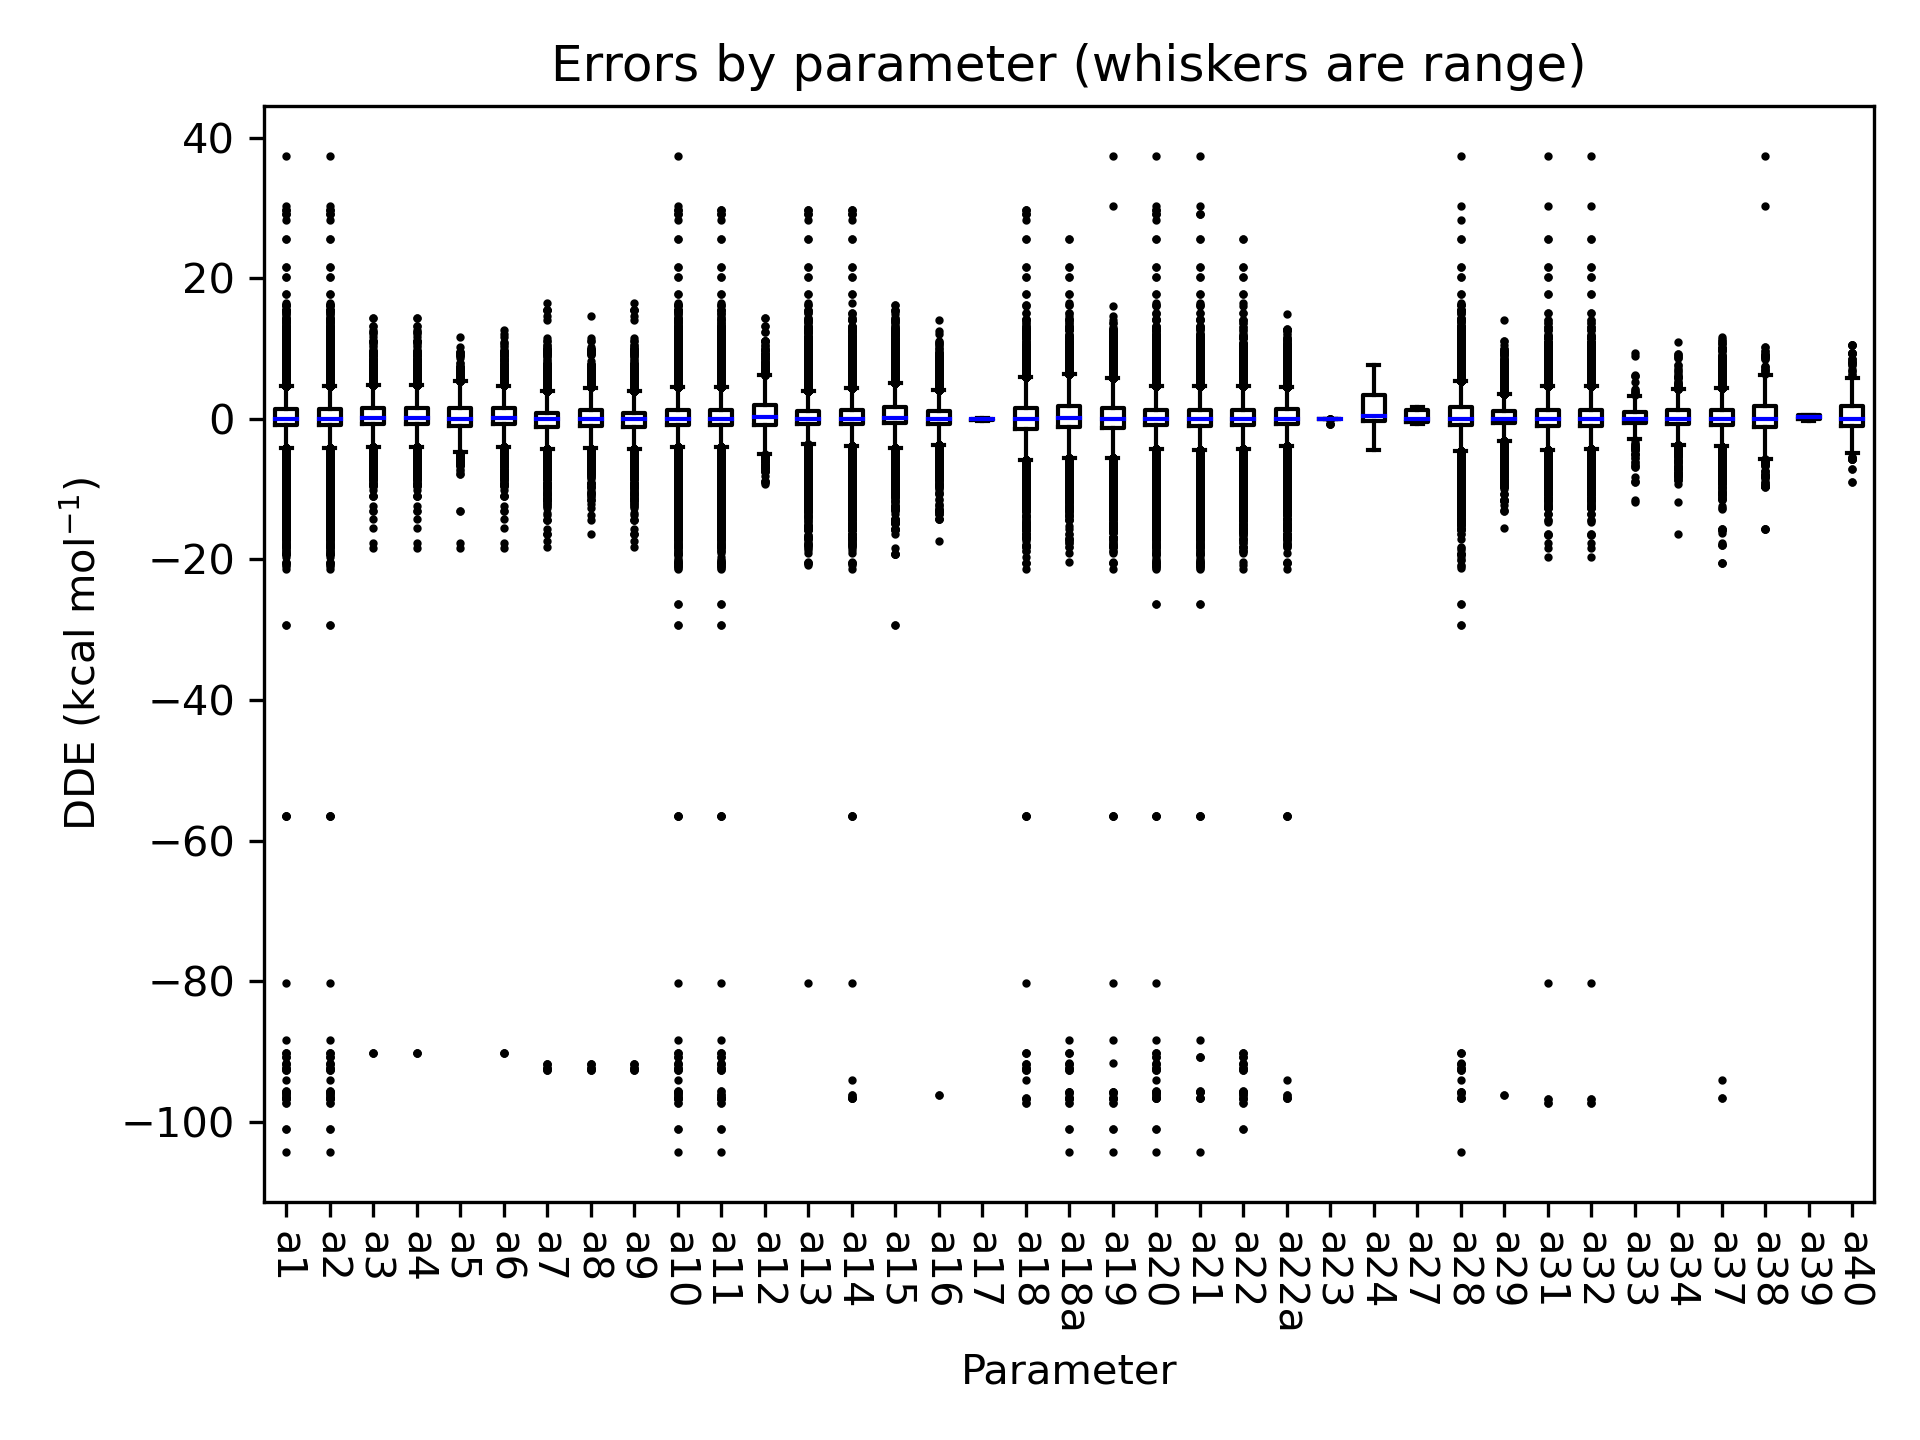 Errors by parameter (whiskers are range)
40
20
0
−20
−40
−60
−80
−100
DDE (kcal mol⁻¹)
a1 a2 a3 a4 a5 a6 a7 a8 a9 a10 a11 a12 a13 a14 a15 a16 a17 a18 a18a a19 a20 a21 a22 a22a a23 a24 a27 a28 a29 a31 a32 a33 a34 a37 a38 a39 a40
Parameter